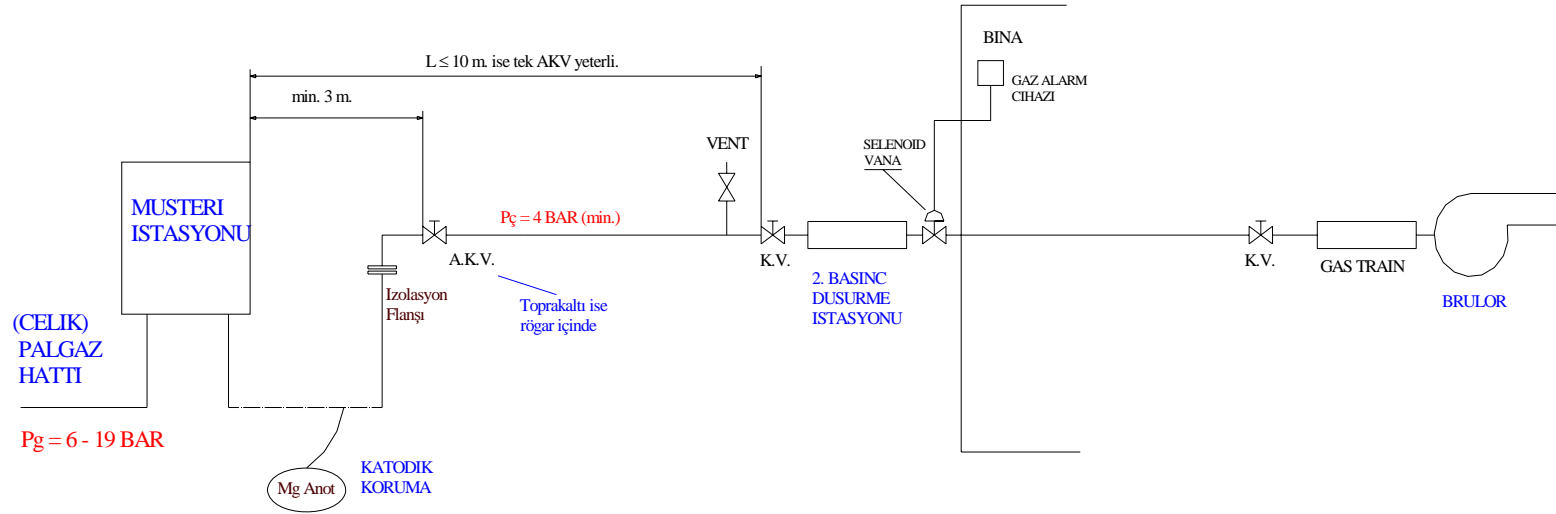 BINA
L ≤ 10 m. ise tek AKV yeterli.
GAZ ALARM
CIHAZI
min. 3 m.
VENT
SELENOID
VANA
MUSTERI
ISTASYONU
Pç = 4 BAR (min.)
A.K.V.
K.V.
K.V.
GAS TRAIN
2. BASINC
DUSURME
ISTASYONU
Izolasyon
Flanşı
Toprakaltı ise
rögar içinde
BRULOR
(CELIK)
PALGAZ
HATTI
Pg = 6 - 19 BAR
KATODIK
KORUMA
Mg Anot